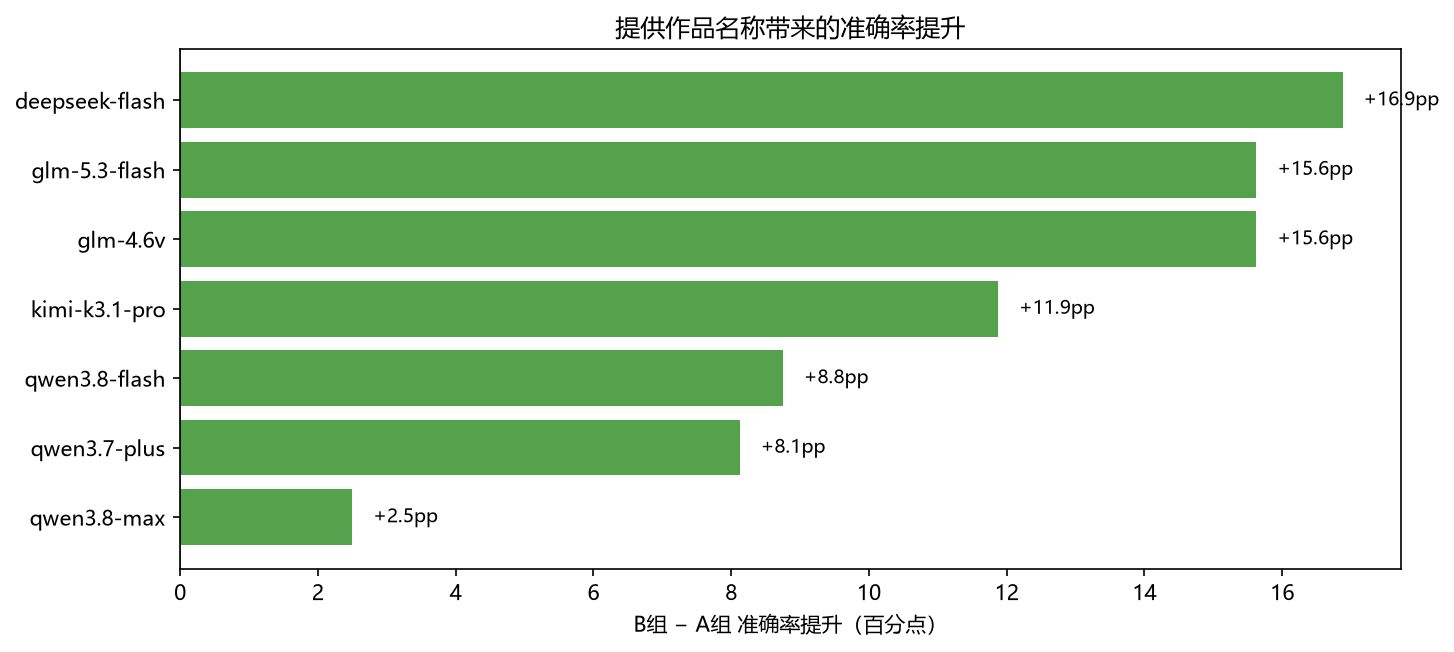 提供作品名称带来的准确率提升
deepseek-flash +16.9pp
glm-5.3-flash +15.6pp
glm-4.6v +15.6pp
kimi-k3.1-pro +11.9pp
qwen3.8-flash +8.8pp
qwen3.7-plus +8.1pp
qwen3.8-max +2.5pp
0 2 4 6 8 10 12 14 16
B组 − A组 准确率提升（百分点）